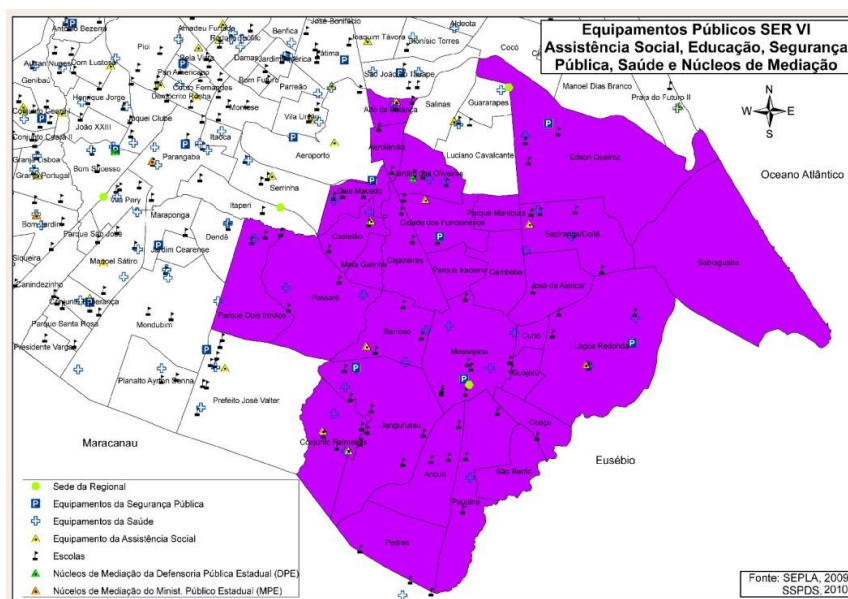 Equipamentos Públicos SER VI
Assistência Social, Educação, Segurança
Pública, Saúde e Núcleos de Mediação
José Bonifácio
Joaquim Távora
Aldeota
Dionísio Torres
Cocó
Antônio Bezerra
Amadeu Furtado
Rodolfo Teófilo
Benfica
Fátima
Pici
Bela Vista
Damas
Jardim América
São João do Tauape
Manoel Dias Branco
Praia do Futuro II
Autran Nunes
Dom Lustosa
Pan Americano
Bom Futuro
Parreão
Genibaú
Henrique Jorge
Couto Fernandes
Demócrito Rocha
Montese
Vila União
Alto da Balança
Salinas
Guararapes
Conjunto Ceará I
Conjunto Ceará II
João XXIII
Jóquei Clube
Itaoca
Aeroporto
Aerolândia
Luciano Cavalcante
Edson Queiroz
Granja Lisboa
Granja Portugal
Bom Sucesso
Parangaba
Serrinha
Dias Macedo
Jardim das Oliveiras
Oceano Atlântico
N
W
E
S
Vila Pery
Itaperi
Bom Jardim
Maraponga
Dendê
Castelão
Cidade dos Funcionários
Parque Manibura
Sapiranga/Coité
Sabiaguaba
Siqueira
Parque São José
Jardim Cearense
Manoel Sátiro
Mata Galinha
Cajazeiras
Parque Iracema
Cambeba
José de Alencar
Canindezinho
Conjunto Esperança
Parque Santa Rosa
Mondubim
Parque Dois Irmãos
Passaré
Barroso
Messejana
Curió
Lagoa Redonda
Guajerú
Presidente Vargas
Planalto Ayrton Senna
Prefeito José Valter
Jangurussu
Conjunto Palmeiras
Coaçu
Ancuri
São Bento
Paupina
Pedras
Maracanau
Eusébio
Sede da Regional
P Equipamentos da Segurança Pública
Equipamentos da Saúde
Equipamento da Assistência Social
Escolas
Núcleos de Mediação da Defensoria Pública Estadual (DPE)
Núcelos de Mediação do Minist. Público Estadual (MPE)
Fonte: SEPLA, 2009
SSPDS, 2010